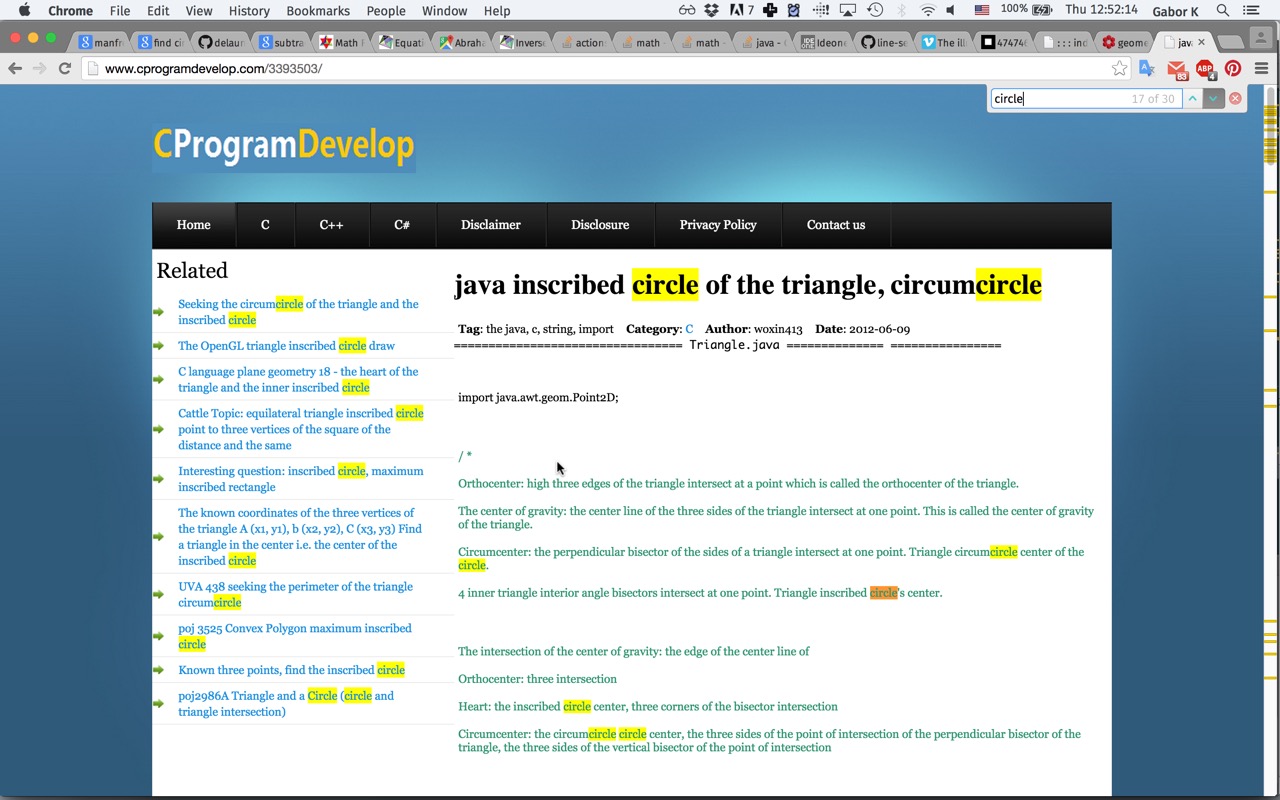 Chrome File Edit View History Bookmarks People Window Help 7 100% Thu 12:52:14 Gabor K
manfr find ci delau subtra Math F Equati Abrah Inverse action math - math - java - IDE ONE Ideone line-se The ill 47474 : : : ind geome java
www.cprogramdevelop.com/3393503/ 83 ABP 4
circle 17 of 30
CProgramDevelop
Home C C++ C# Disclaimer Disclosure Privacy Policy Contact us
Related
Seeking the circumcircle of the triangle and the
inscribed circle
The OpenGL triangle inscribed circle draw
C language plane geometry 18 - the heart of the
triangle and the inner inscribed circle
Cattle Topic: equilateral triangle inscribed circle
point to three vertices of the square of the
distance and the same
Interesting question: inscribed circle, maximum
inscribed rectangle
The known coordinates of the three vertices of
the triangle A (x1, y1), b (x2, y2), C (x3, y3) Find
a triangle in the center i.e. the center of the
inscribed circle
UVA 438 seeking the perimeter of the triangle
circumcircle
poj 3525 Convex Polygon maximum inscribed
circle
Known three points, find the inscribed circle
poj2986A Triangle and a Circle (circle and
triangle intersection)
java inscribed circle of the triangle, circumcircle
Tag: the java, c, string, import Category: C Author: woxin413 Date: 2012-06-09
================================= Triangle.java ============== ================
import java.awt.geom.Point2D;
/ *
Orthocenter: high three edges of the triangle intersect at a point which is called the orthocenter of the triangle.
The center of gravity: the center line of the three sides of the triangle intersect at one point. This is called the center of gravity
of the triangle.
Circumcenter: the perpendicular bisector of the sides of a triangle intersect at one point. Triangle circumcircle center of the
circle.
4 inner triangle interior angle bisectors intersect at one point. Triangle inscribed circle's center.
The intersection of the center of gravity: the edge of the center line of
Orthocenter: three intersection
Heart: the inscribed circle center, three corners of the bisector intersection
Circumcenter: the circumcircle circle center, the three sides of the point of intersection of the perpendicular bisector of the
triangle, the three sides of the vertical bisector of the point of intersection